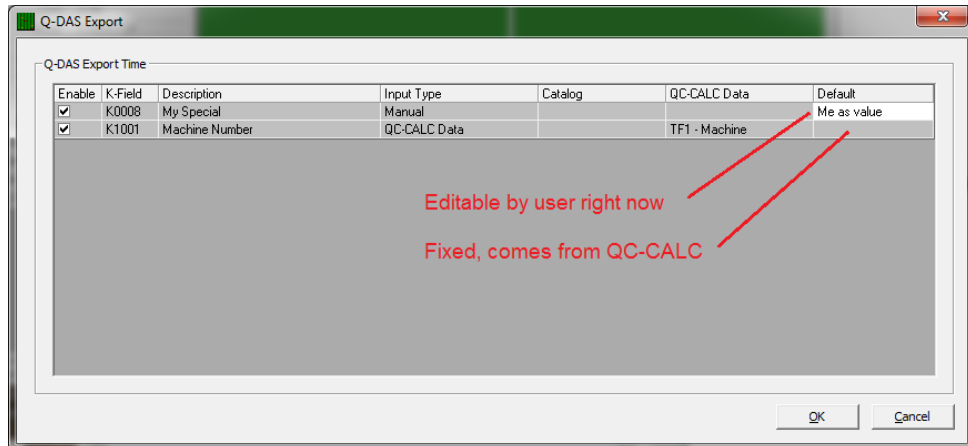 Q-DAS Export
Q-DAS Export Time
Enable K-Field Description Input Type Catalog QC-CALC Data Default
K0008 My Special Manual Me as value
K1001 Machine Number QC-CALC Data TF1 - Machine
Editable by user right now
Fixed, comes from QC-CALC
OK Cancel